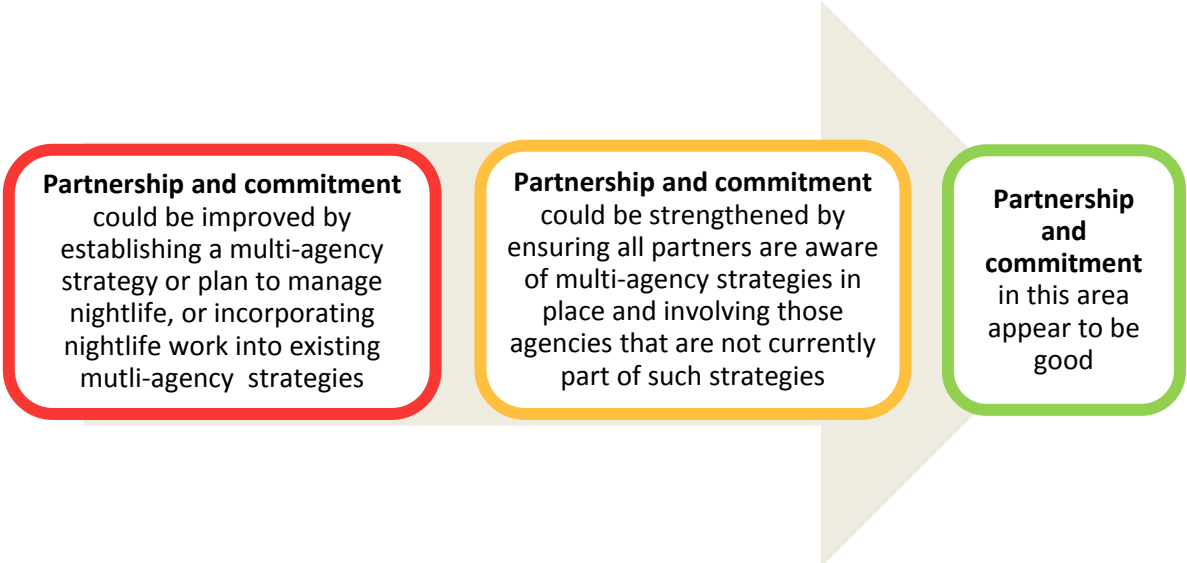 Partnership and commitment
could be improved by
establishing a multi-agency
strategy or plan to manage
nightlife, or incorporating
nightlife work into existing
mutli-agency  strategies
Partnership and commitment
could be strengthened by
ensuring all partners are aware
of multi-agency strategies in
place and involving those
agencies that are not currently
part of such strategies
Partnership
and
commitment
in this area
appear to be
good